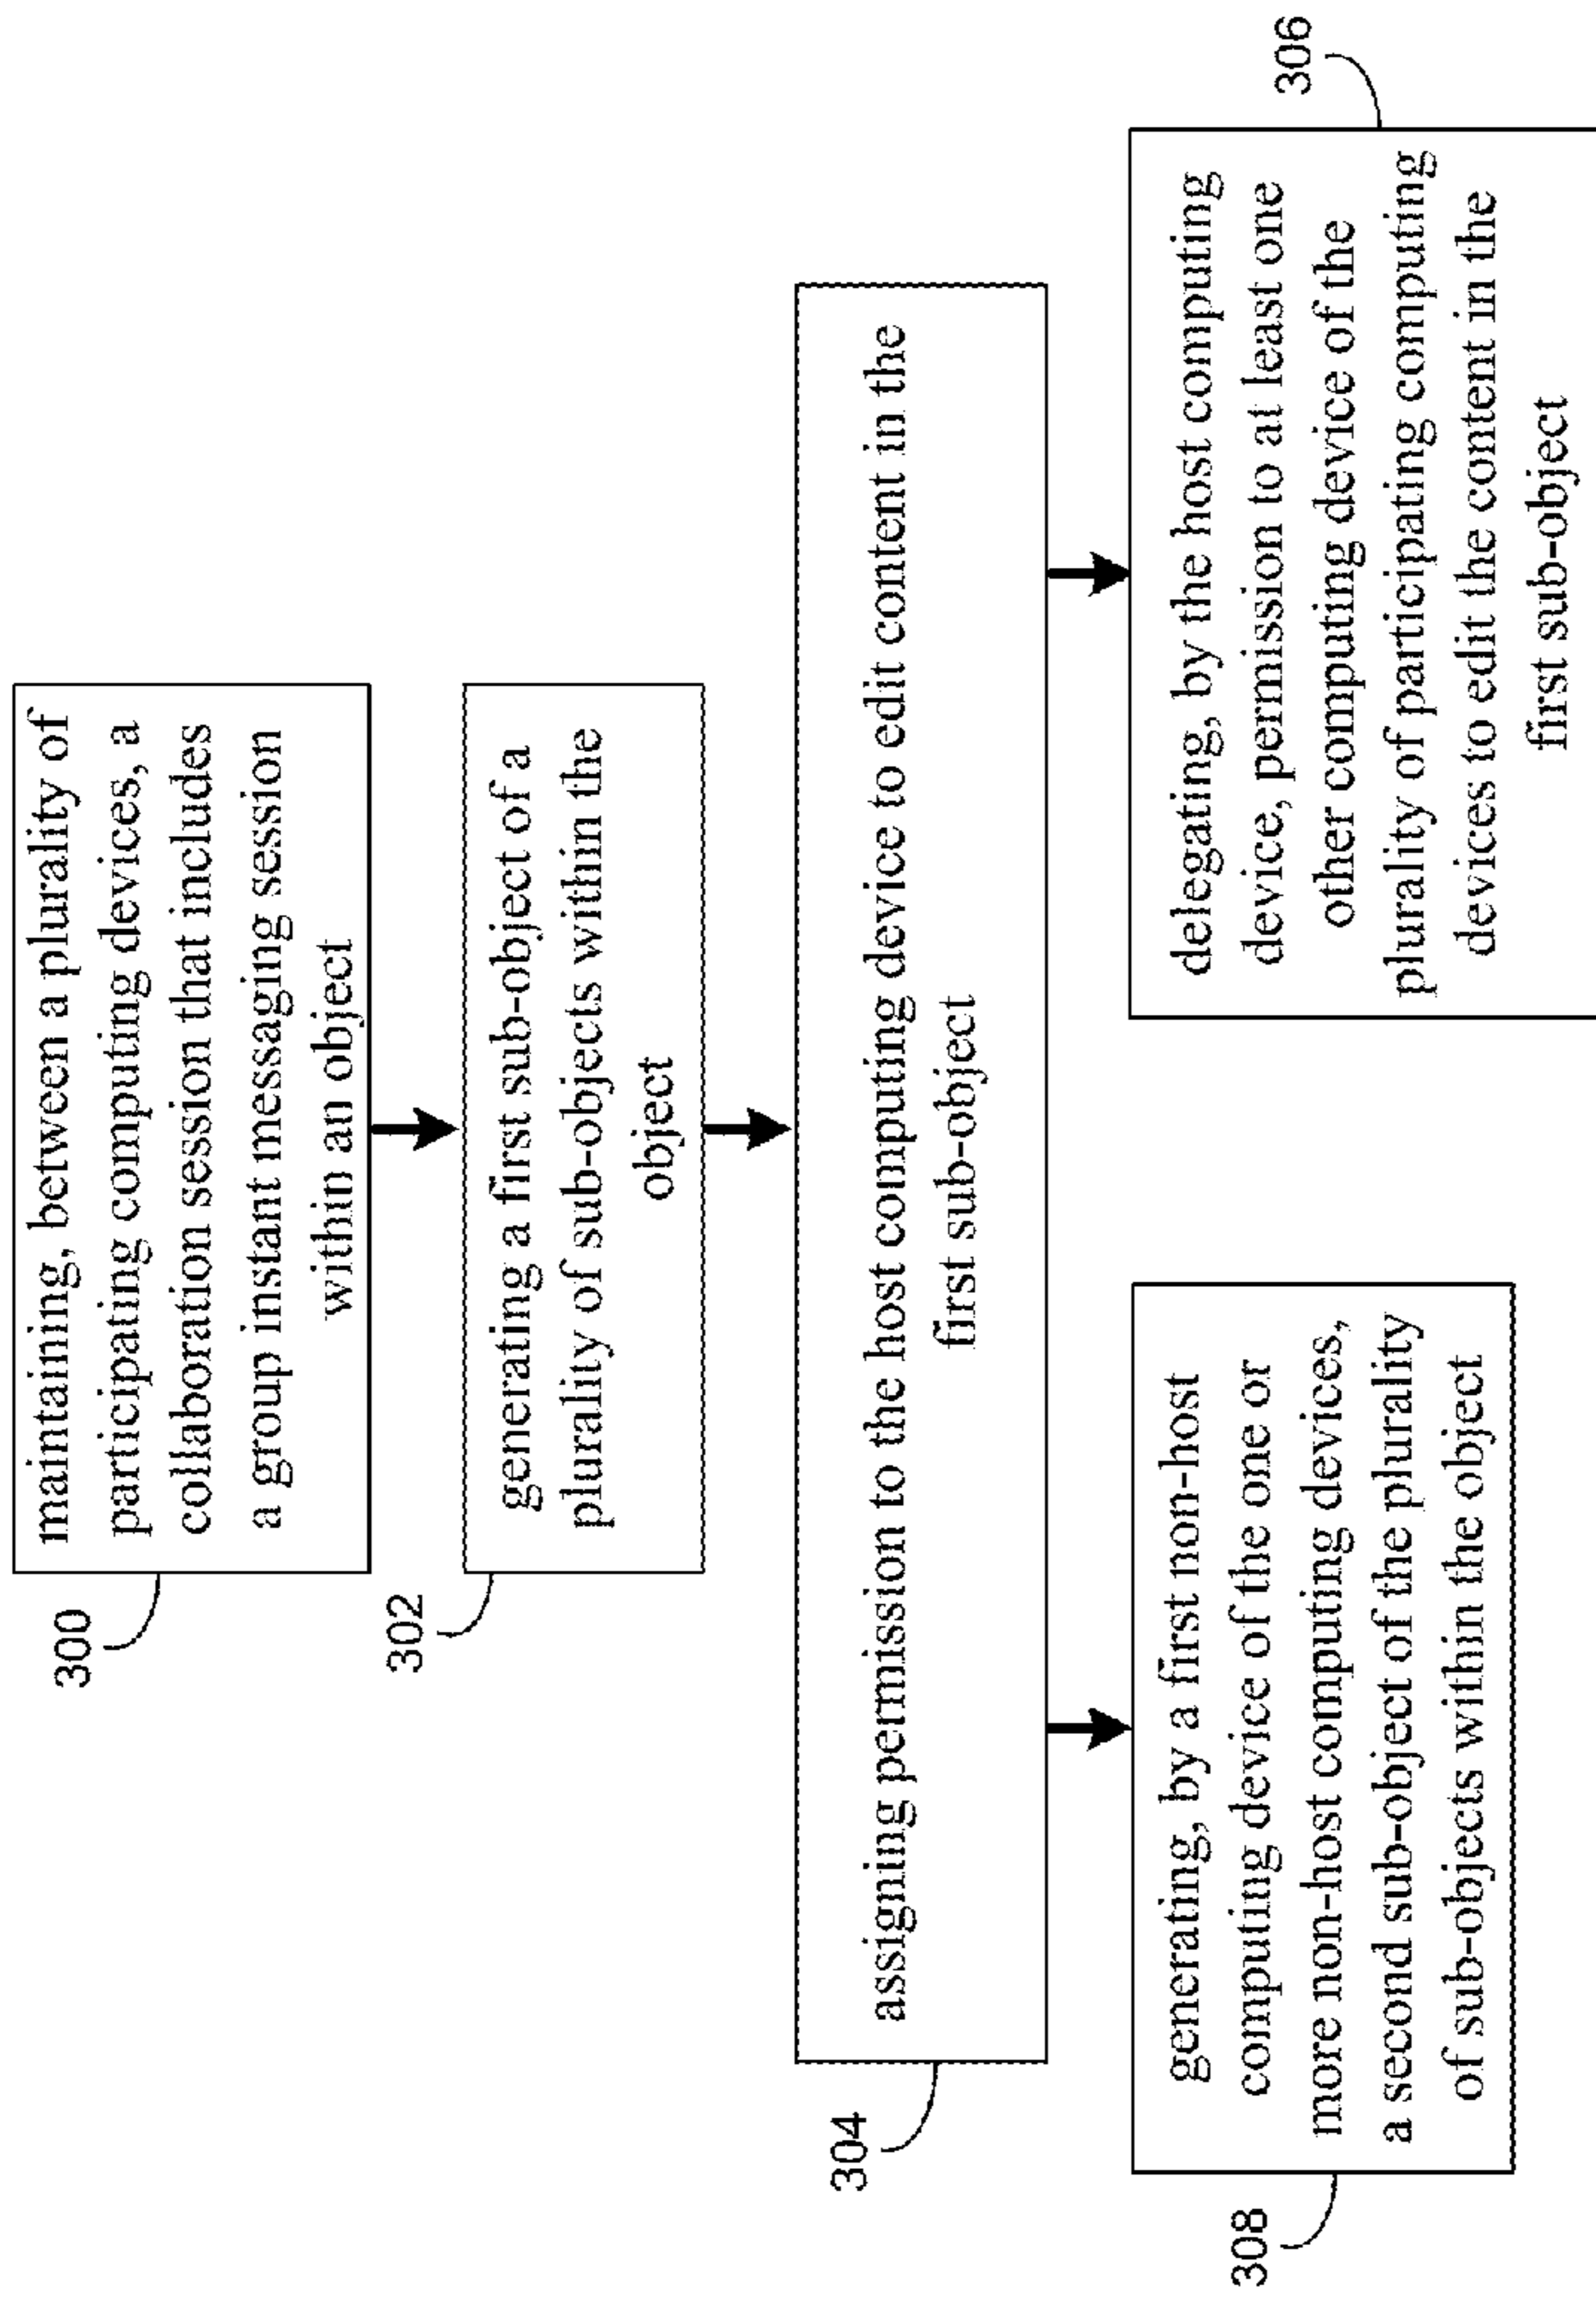 300
maintaining, between a plurality of
participating computing devices, a
collaboration session that includes
a group instant messaging session
within an object
302
generating a first sub-object of a
plurality of sub-objects within the
object
304
assigning permission to the host computing device to edit content in the
first sub-object
308
generating, by a first non-host
computing device of the one or
more non-host computing devices,
a second sub-object of the plurality
of sub-objects within the object
306
delegating, by the host computing
device, permission to at least one
other computing device of the
plurality of participating computing
devices to edit the content in the
first sub-object